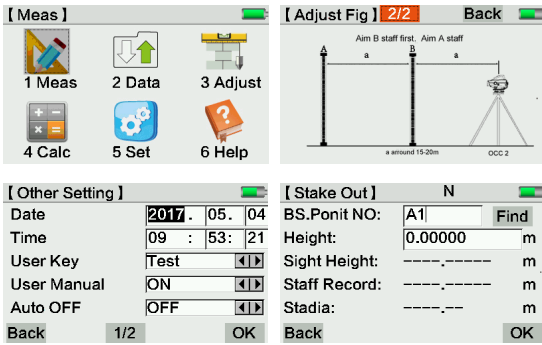 【 Meas 】
1 Meas
2 Data
3 Adjust
4 Calc
5 Set
6 Help
【 Adjust Fig 】 2/2 Back
Aim B staff first. Aim A staff
A
B
a
a
a arround 15-20m
OCC 2
【 Other Setting 】
Date 2017 . 05. 04
Time 09 : 53: 21
User Key Test
User Manual ON
Auto OFF OFF
Back 1/2 OK
【 Stake Out 】 N
BS.Ponit NO: A1 Find
Height: 0.00000 m
Sight Height: ----.----- m
Staff Record: ----.----- m
Stadia: ----.-- m
Back OK